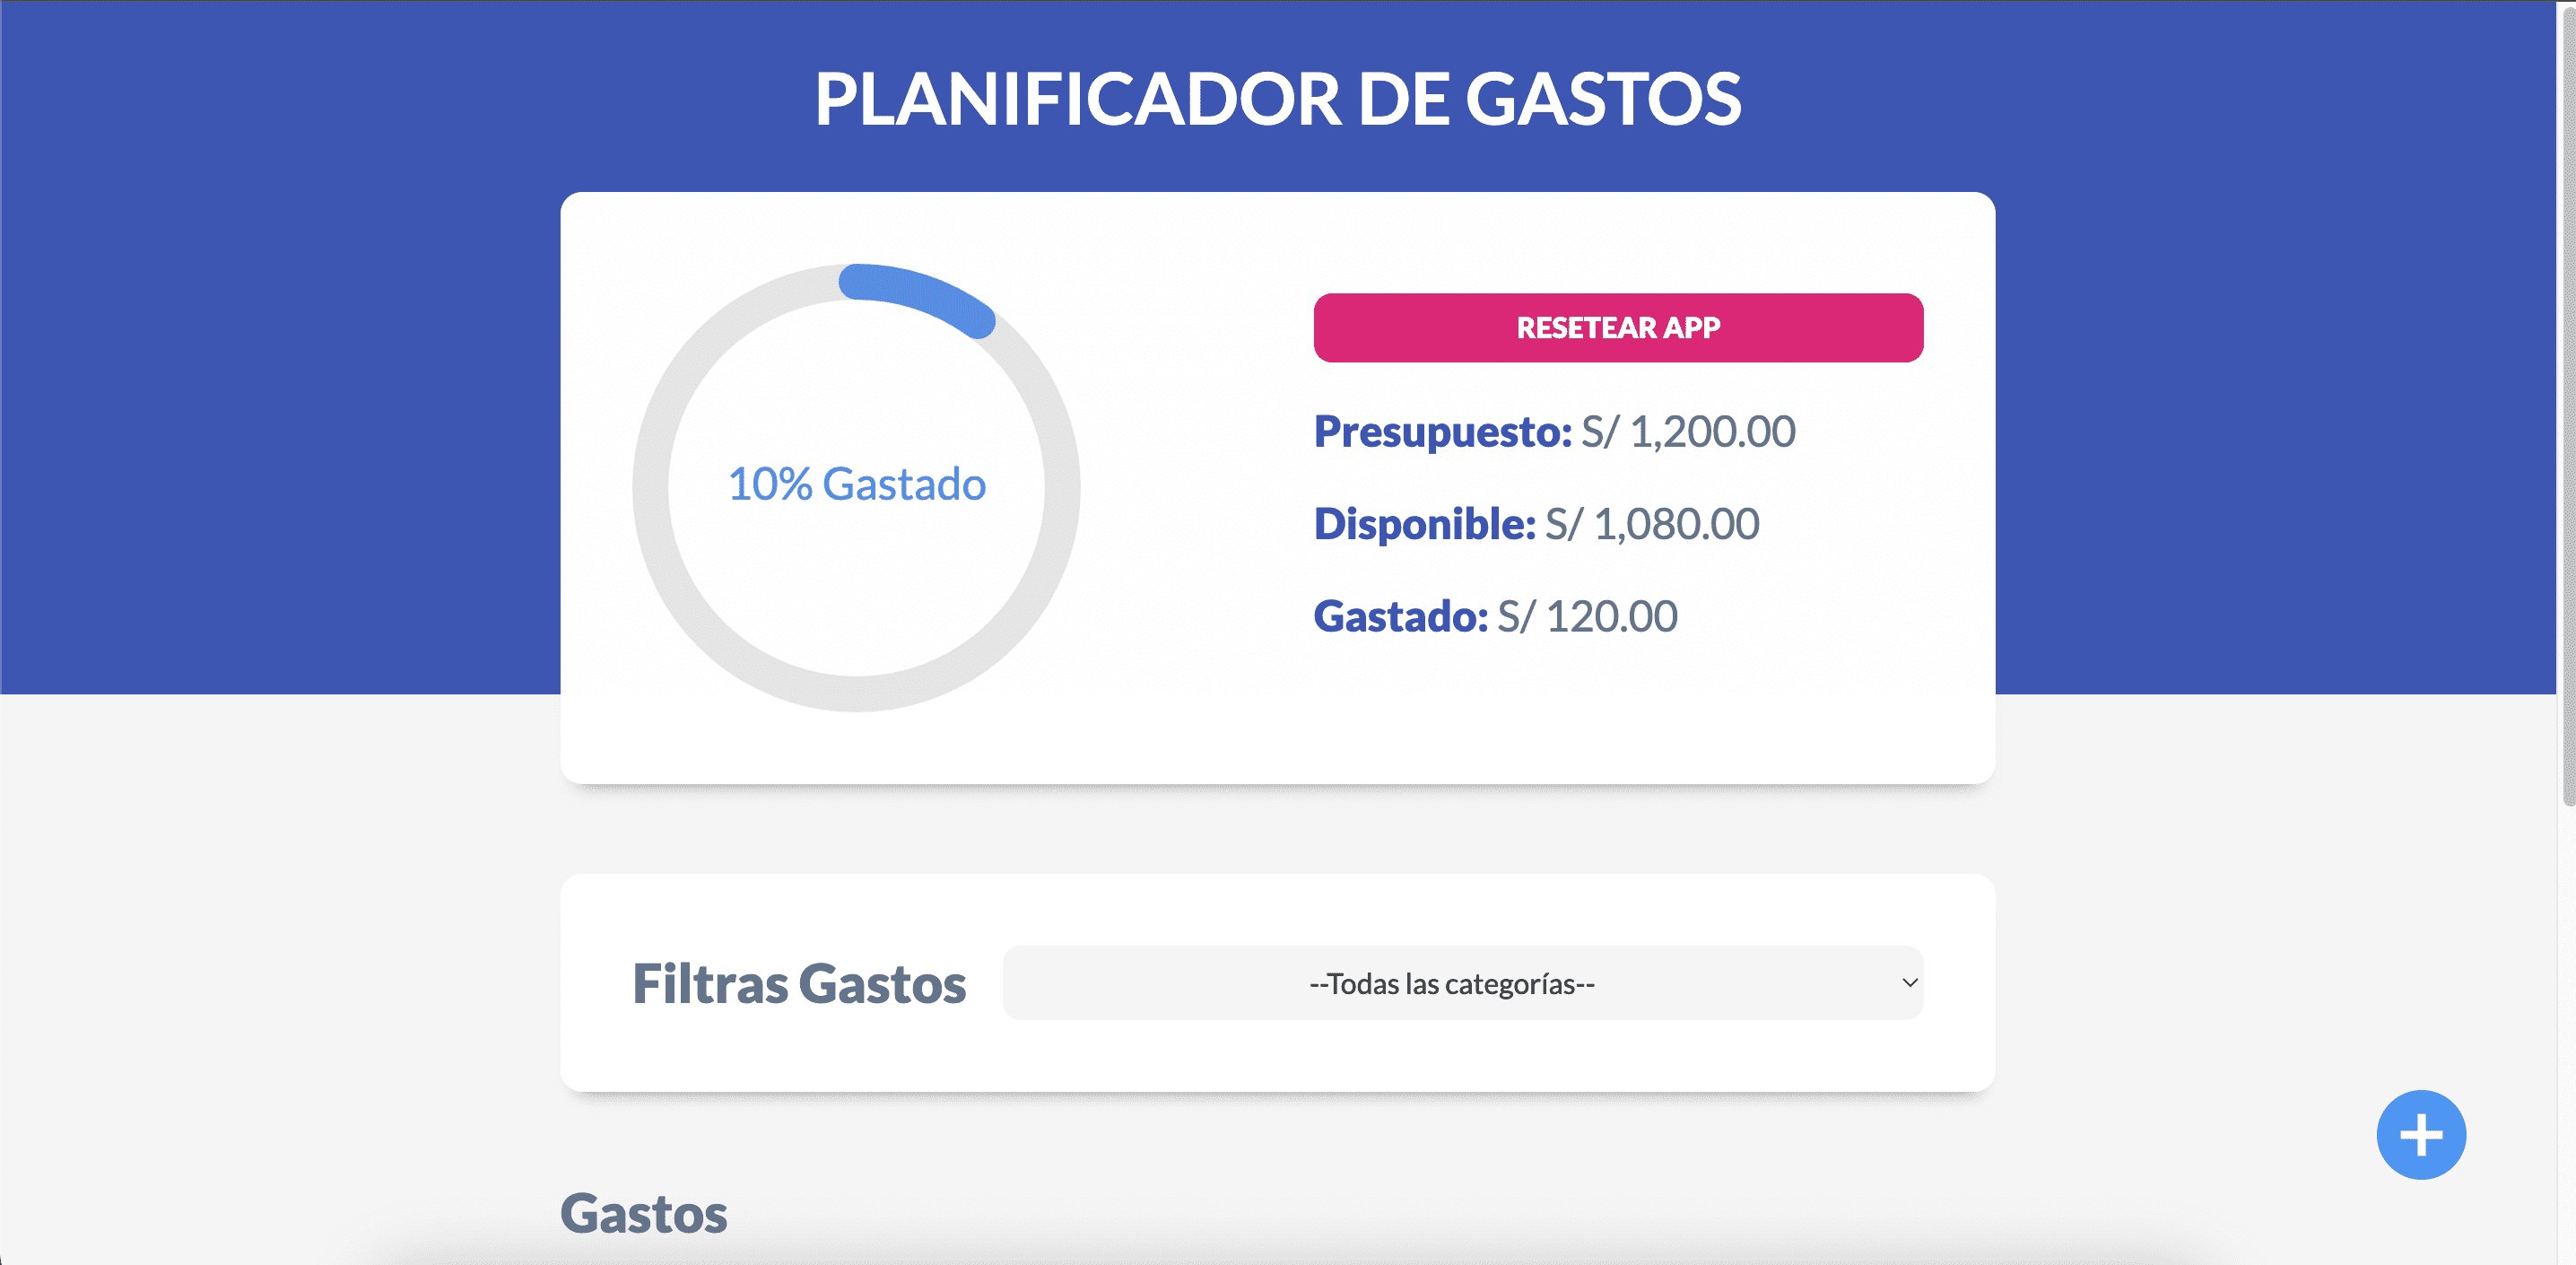 PLANIFICADOR DE GASTOS
10% Gastado
RESETEAR APP
Presupuesto: S/ 1,200.00
Disponible: S/ 1,080.00
Gastado: S/ 120.00
Filtras Gastos
--Todas las categorías--
Gastos